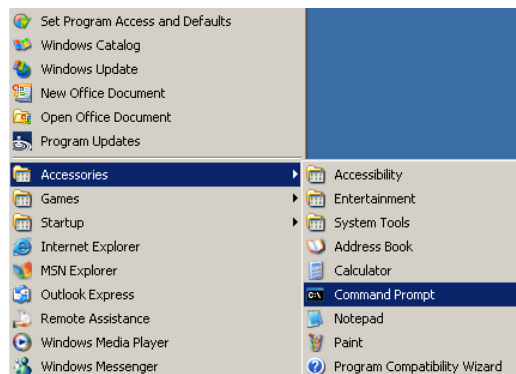 Set Program Access and Defaults
Windows Catalog
Windows Update
New Office Document
Open Office Document
Program Updates
Accessories
Games
Startup
Internet Explorer
MSN Explorer
Outlook Express
Remote Assistance
Windows Media Player
Windows Messenger
Accessibility
Entertainment
System Tools
Address Book
Calculator
Command Prompt
Notepad
Paint
Program Compatibility Wizard